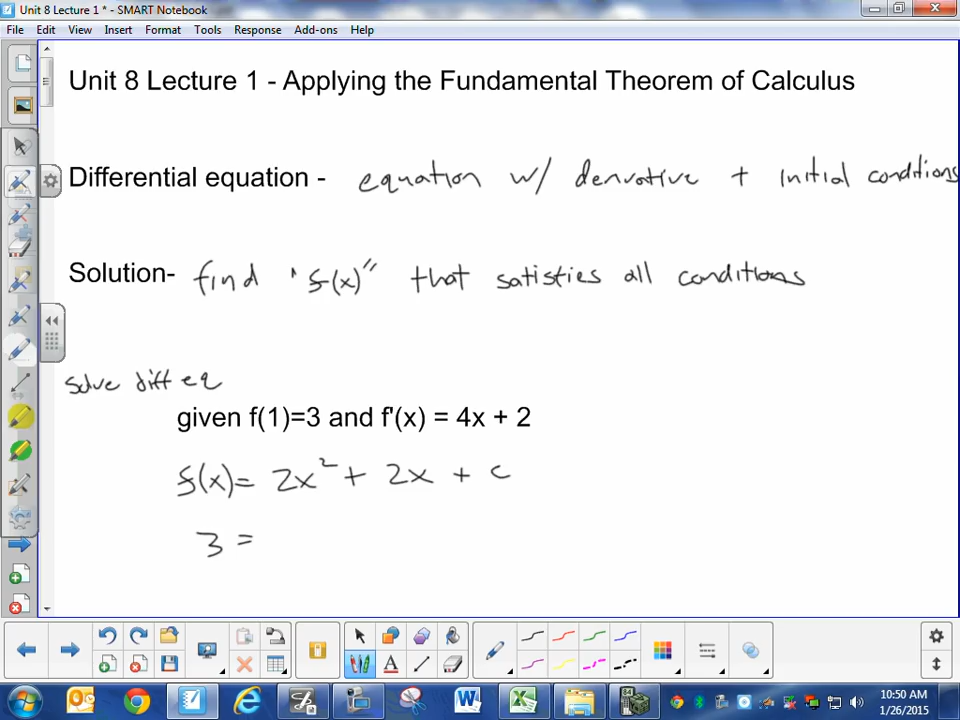 Unit 8 Lecture 1 * - SMART Notebook
File Edit View Insert Format Tools Response Add-ons Help
Unit 8 Lecture 1 - Applying the Fundamental Theorem of Calculus
Differential equation - equation w/ derivative + initial conditions
Solution- find "f(x)" that satisfies all conditions
solve diff eq
given f(1)=3 and f'(x) = 4x + 2
f(x)= 2x² + 2x + c
3 =
10:50 AM
1/26/2015